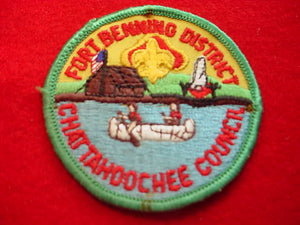 FORT BENNING DISTRICT
CHATTAHOOCHEE COUNCIL